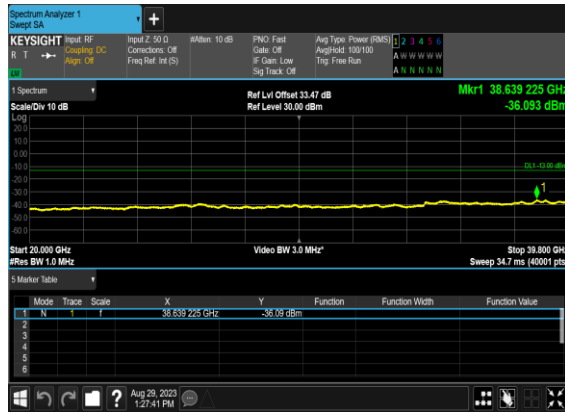 Spectrum Analyzer 1
Swept SA
+
KEYSIGHT
R T
LXI
Input: RF
Coupling: DC
Align: Off
Input Z: 50 Ω
Corrections: Off
Freq Ref: Int (S)
#Atten: 10 dB
PNO: Fast
Gate: Off
IF Gain: Low
Sig Track: Off
Avg Type: Power (RMS)
Avg|Hold: 100/100
Trig: Free Run
1 2 3 4 5 6
A W W W W W
A N N N N N
1 Spectrum
Scale/Div 10 dB
Ref Lvl Offset 33.47 dB
Ref Level 30.00 dBm
Mkr1 38.639 225 GHz
-36.093 dBm
Log
20.0
10.0
0.00
-10.0
-20.0
-30.0
-40.0
-50.0
-60.0
DL1 -13.00 dBm
1
Start 20.000 GHz
#Res BW 1.0 MHz
Video BW 3.0 MHz*
Stop 39.800 GHz
Sweep 34.7 ms (40001 pts)
5 Marker Table
Mode Trace Scale X Y Function Function Width Function Value
1 N 1 f 38.639 225 GHz -36.09 dBm
2
3
4
5
6
?
Aug 29, 2023
1:27:41 PM